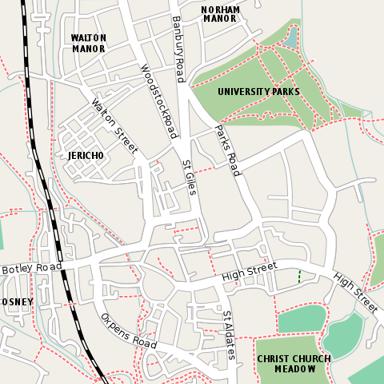 NORHAM
MANOR
WALTON
MANOR
Banbury Road
Woodstock Road
UNIVERSITY PARKS
Walton Street
Parks Road
JERICHO
St Giles
Botley Road
High Street
High Street
OSNEY
Oxpens Road
St Aldates
CHRIST CHURCH
MEADOW